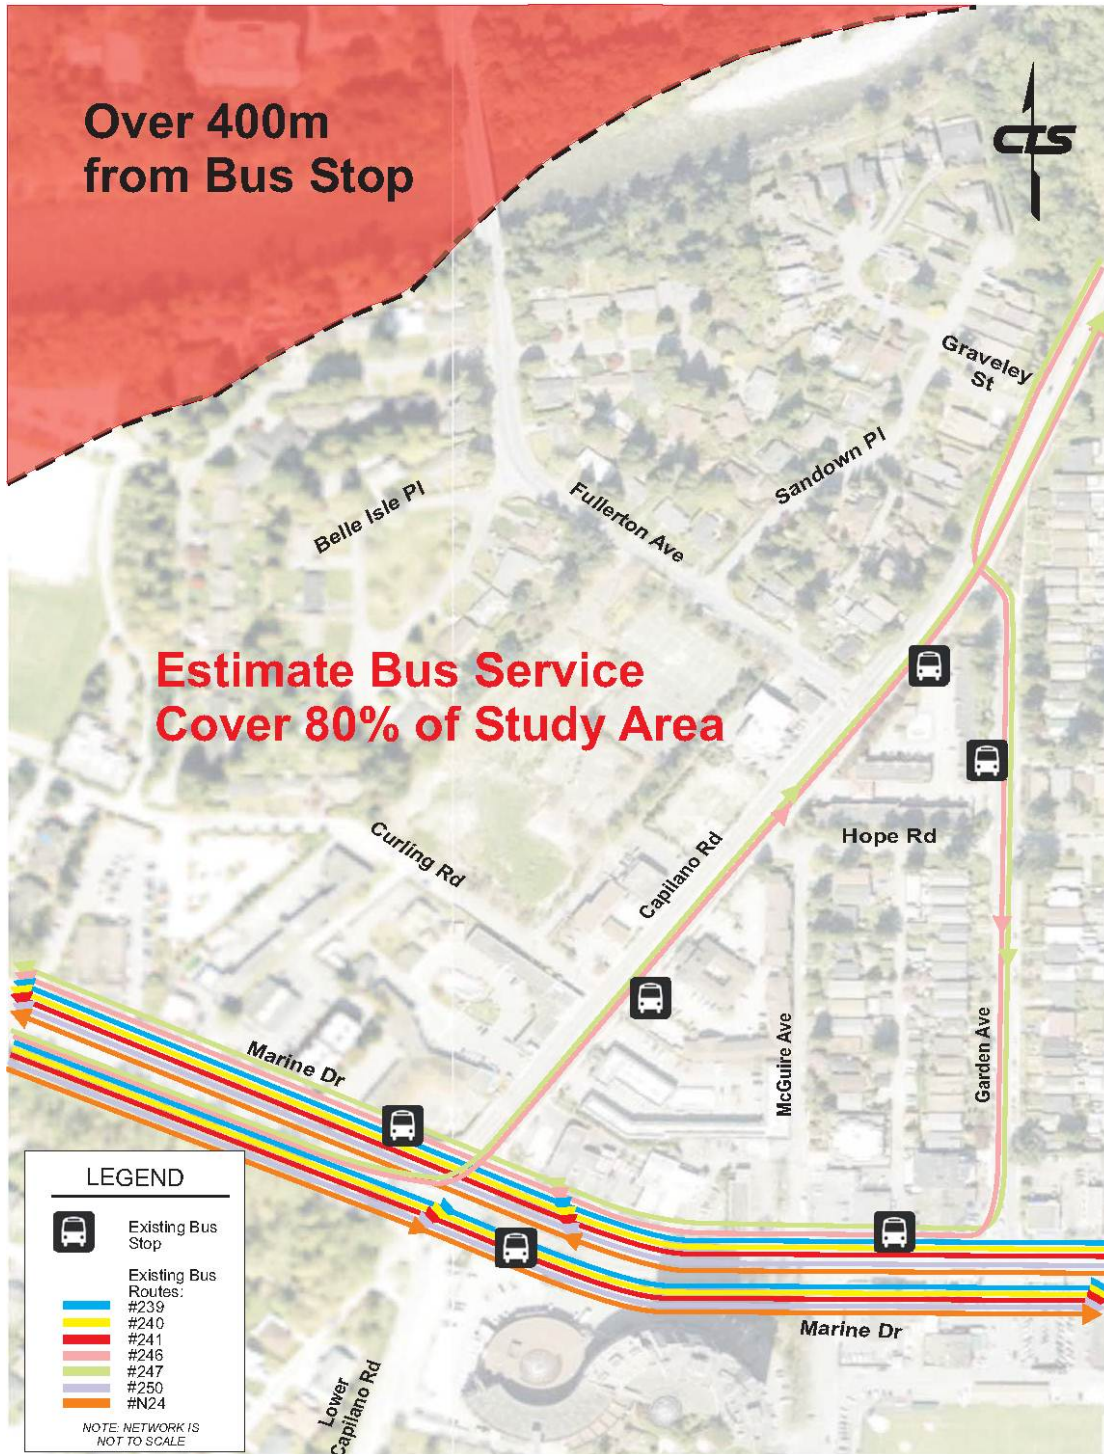 Over 400m
from Bus Stop
CTS
Graveley
St
Sandown Pl
Belle Isle Pl
Fullerton Ave
Estimate Bus Service
Cover 80% of Study Area
Curling Rd
Capilano Rd
Hope Rd
McGuire Ave
Garden Ave
Marine Dr
Marine Dr
Lower
Capilano Rd
LEGEND
Existing Bus
Stop
Existing Bus
Routes:
#239
#240
#241
#246
#247
#250
#N24
NOTE: NETWORK IS
NOT TO SCALE